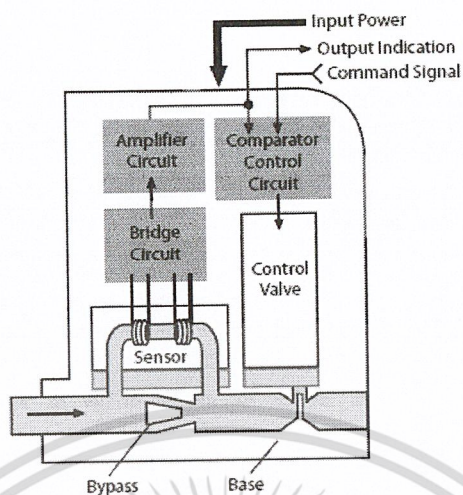 Input Power
Output Indication
Command Signal
Amplifier
Circuit
Comparator
Control
Circuit
Bridge
Circuit
Control
Valve
Sensor
Bypass
Base